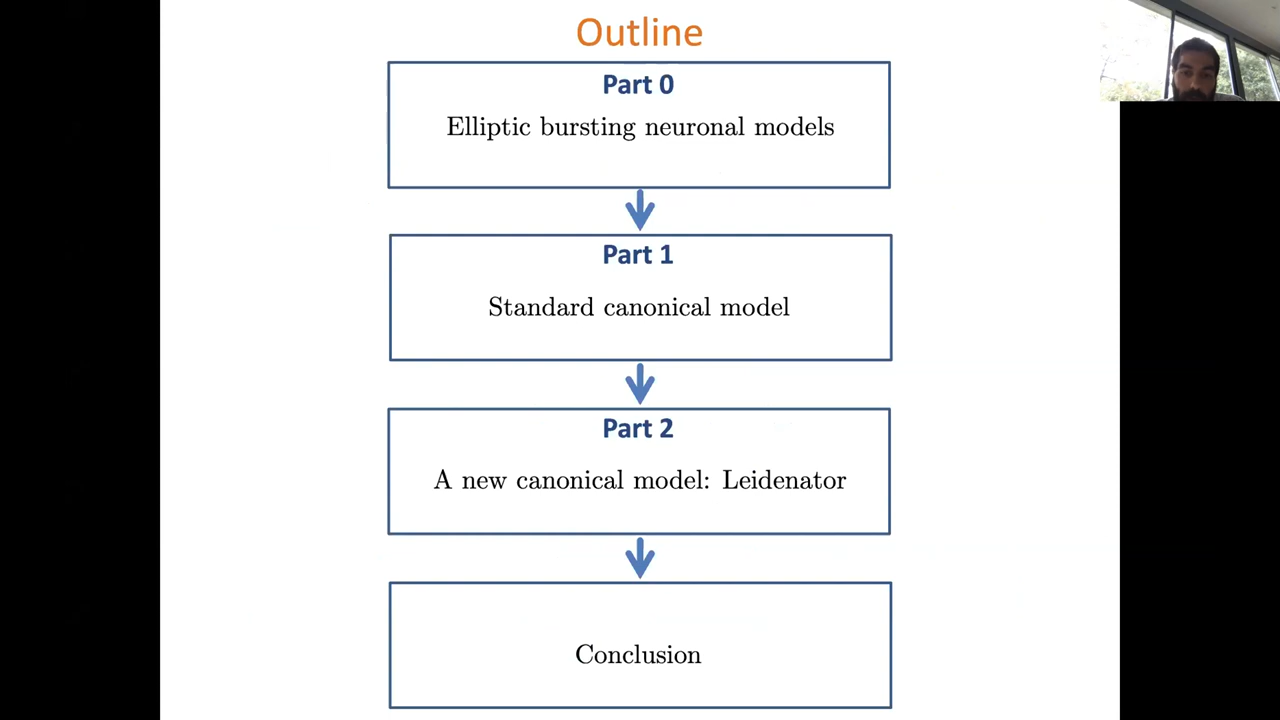 Outline
Part 0
Elliptic bursting neuronal models
Part 1
Standard canonical model
Part 2
A new canonical model: Leidenator
Conclusion